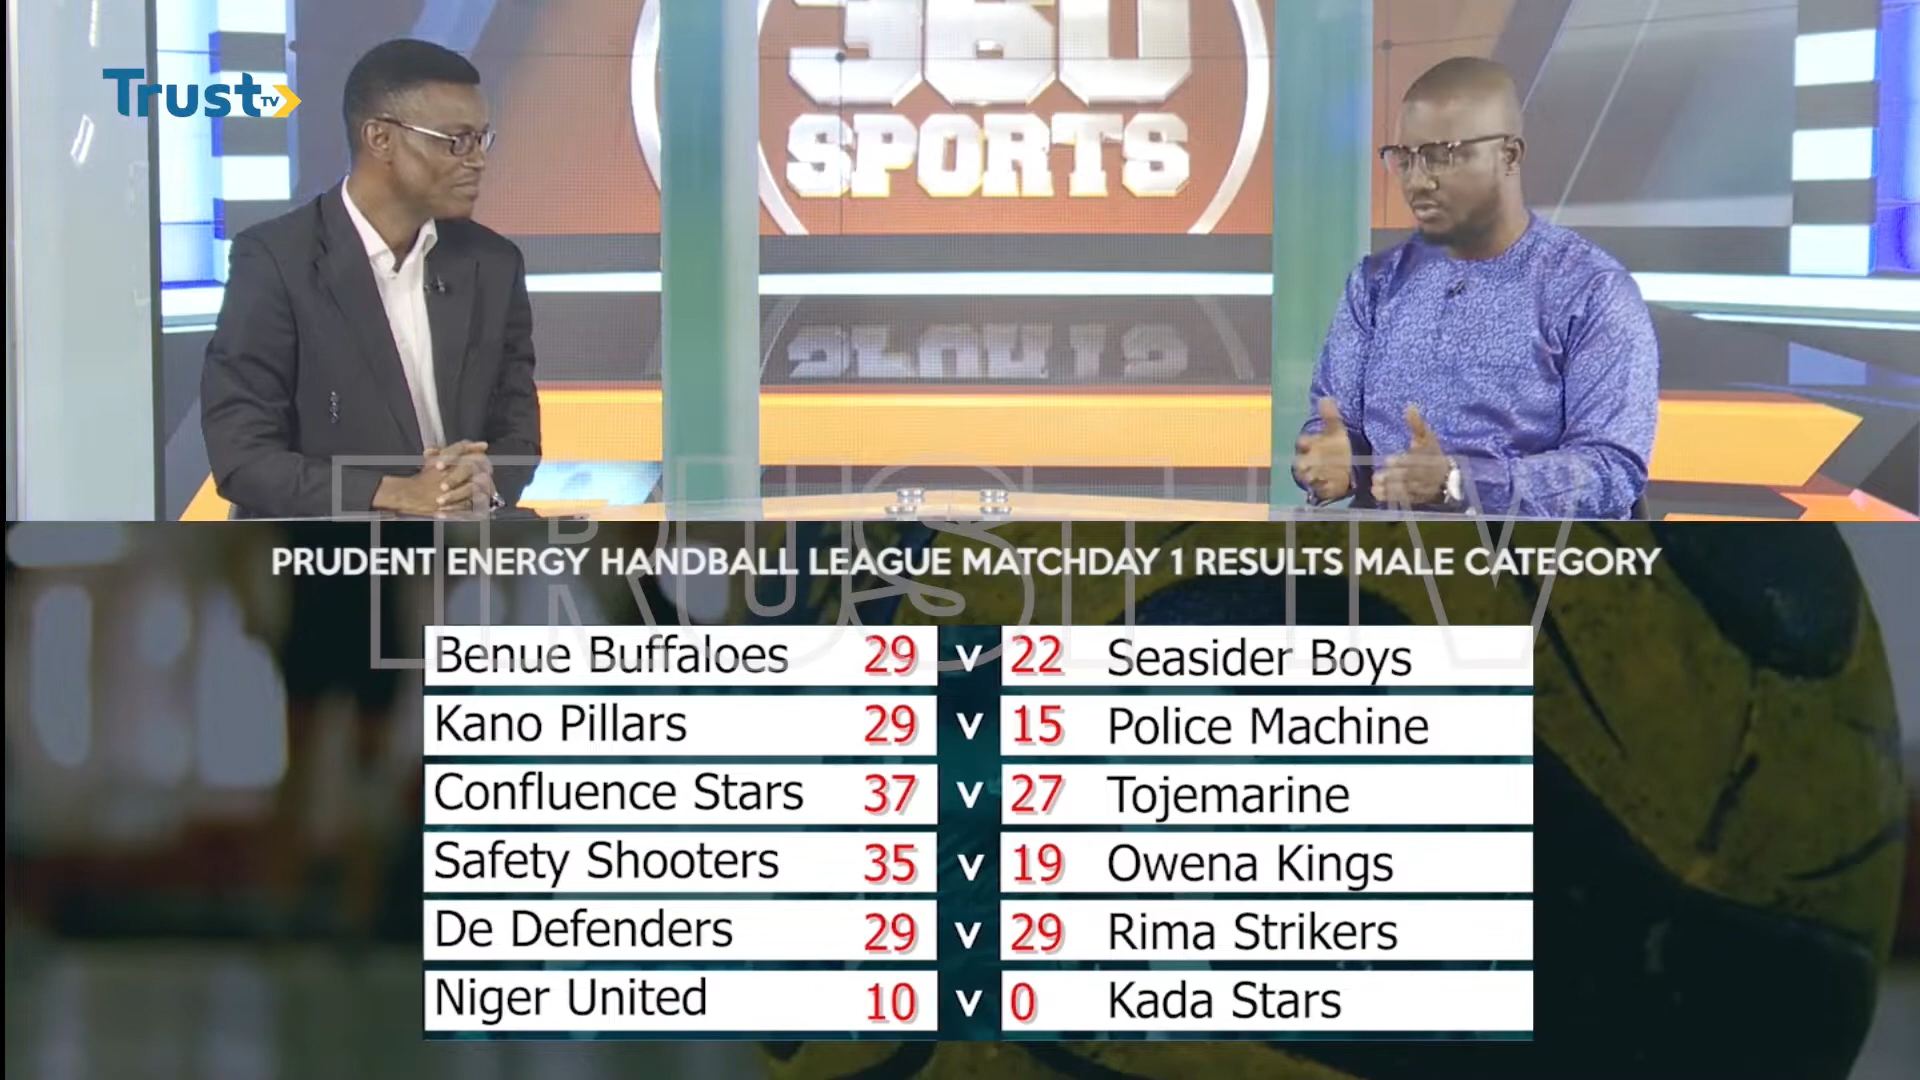 360
SPORTS
Trust TV
TRUST TV
PRUDENT ENERGY HANDBALL LEAGUE MATCHDAY 1 RESULTS MALE CATEGORY
Benue Buffaloes 29 v 22 Seasider Boys
Kano Pillars 29 v 15 Police Machine
Confluence Stars 37 v 27 Tojemarine
Safety Shooters 35 v 19 Owena Kings
De Defenders 29 v 29 Rima Strikers
Niger United 10 v 0 Kada Stars